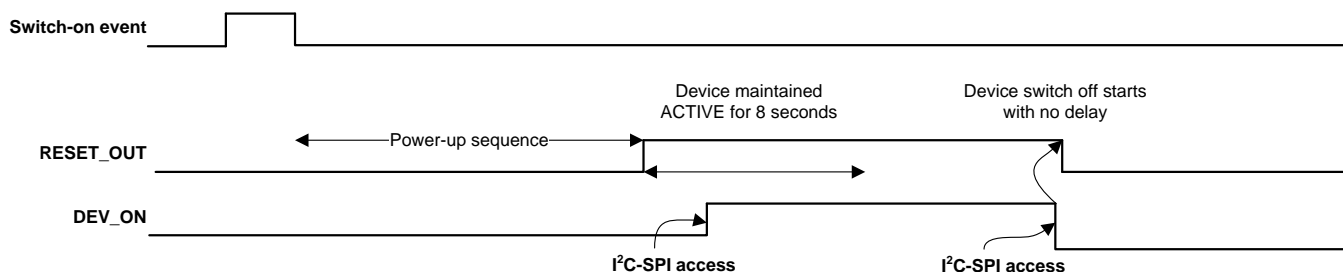 Switch-on event
Device maintained
ACTIVE for 8 seconds
Device switch off starts
with no delay
Power-up sequence
RESET_OUT
DEV_ON
I²C-SPI access
I²C-SPI access